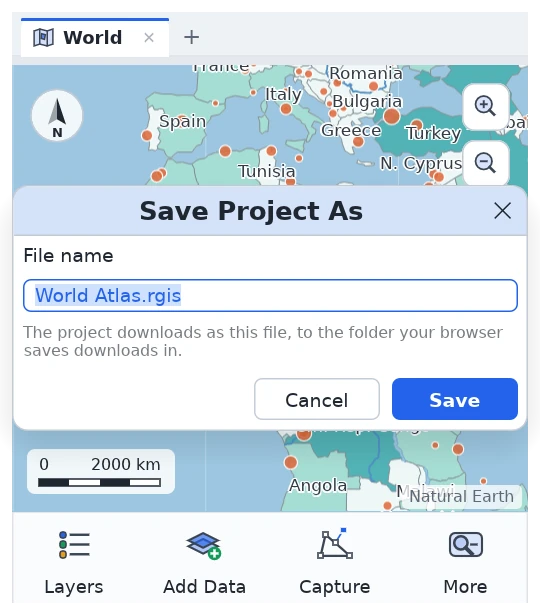 World
France
Romania
Italy
Bulgaria
Spain
Greece
Turkey
N
N. Cyprus
Tunisia
Save Project As
File name
World Atlas.rgis
The project downloads as this file, to the folder your browser
saves downloads in.
Cancel
Save
0 2000 km
Angola
Malawi
Natural Earth
Layers
Add Data
Capture
More